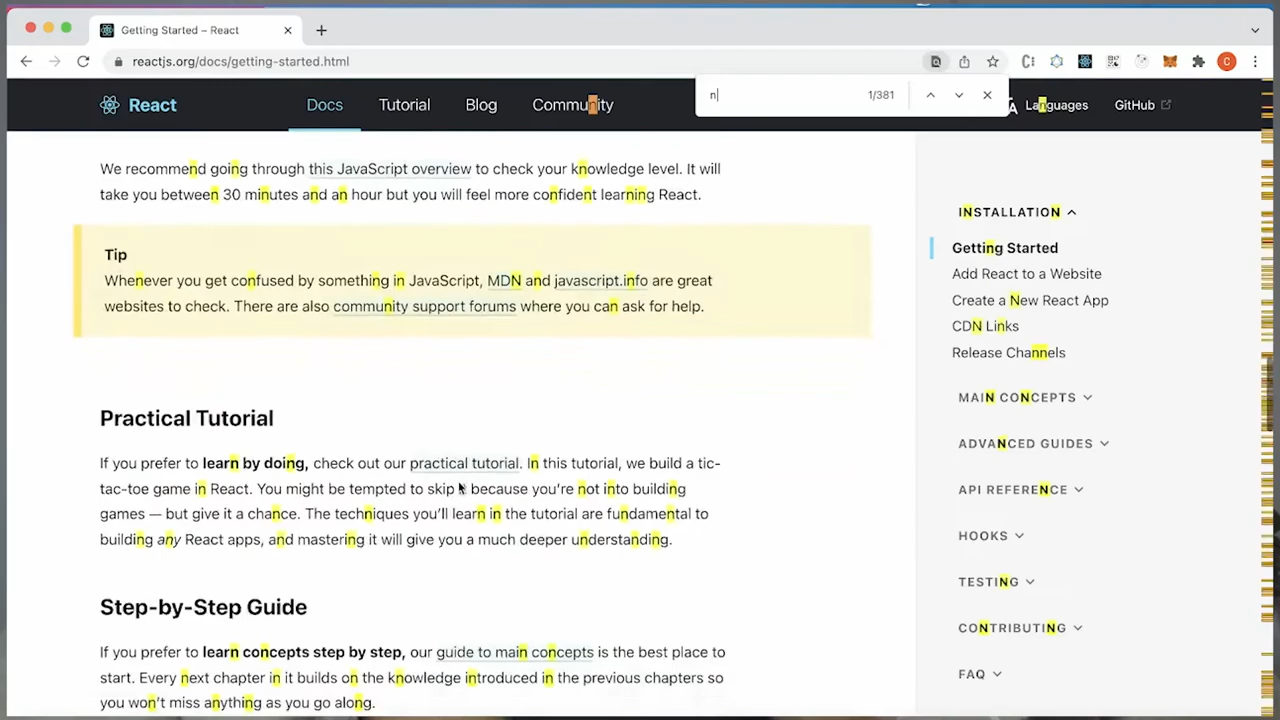 Getting Started – React
reactjs.org/docs/getting-started.html
n
1/381
React
Docs
Tutorial
Blog
Community
Languages
GitHub
We recommend going through this JavaScript overview to check your knowledge level. It will
take you between 30 minutes and an hour but you will feel more confident learning React.
Tip
Whenever you get confused by something in JavaScript, MDN and javascript.info are great
websites to check. There are also community support forums where you can ask for help.
Practical Tutorial
If you prefer to learn by doing, check out our practical tutorial. In this tutorial, we build a tic-
tac-toe game in React. You might be tempted to skip because you're not into building
games — but give it a chance. The techniques you'll learn in the tutorial are fundamental to
building any React apps, and mastering it will give you a much deeper understanding.
Step-by-Step Guide
If you prefer to learn concepts step by step, our guide to main concepts is the best place to
start. Every next chapter in it builds on the knowledge introduced in the previous chapters so
you won't miss anything as you go along.
INSTALLATION
Getting Started
Add React to a Website
Create a New React App
CDN Links
Release Channels
MAIN CONCEPTS
ADVANCED GUIDES
API REFERENCE
HOOKS
TESTING
CONTRIBUTING
FAQ
C